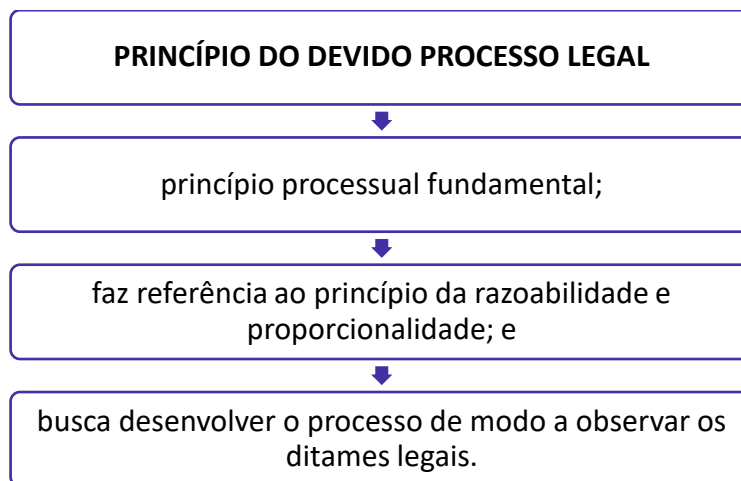 PRINCÍPIO DO DEVIDO PROCESSO LEGAL
princípio processual fundamental;
faz referência ao princípio da razoabilidade e
proporcionalidade; e
busca desenvolver o processo de modo a observar os
ditames legais.